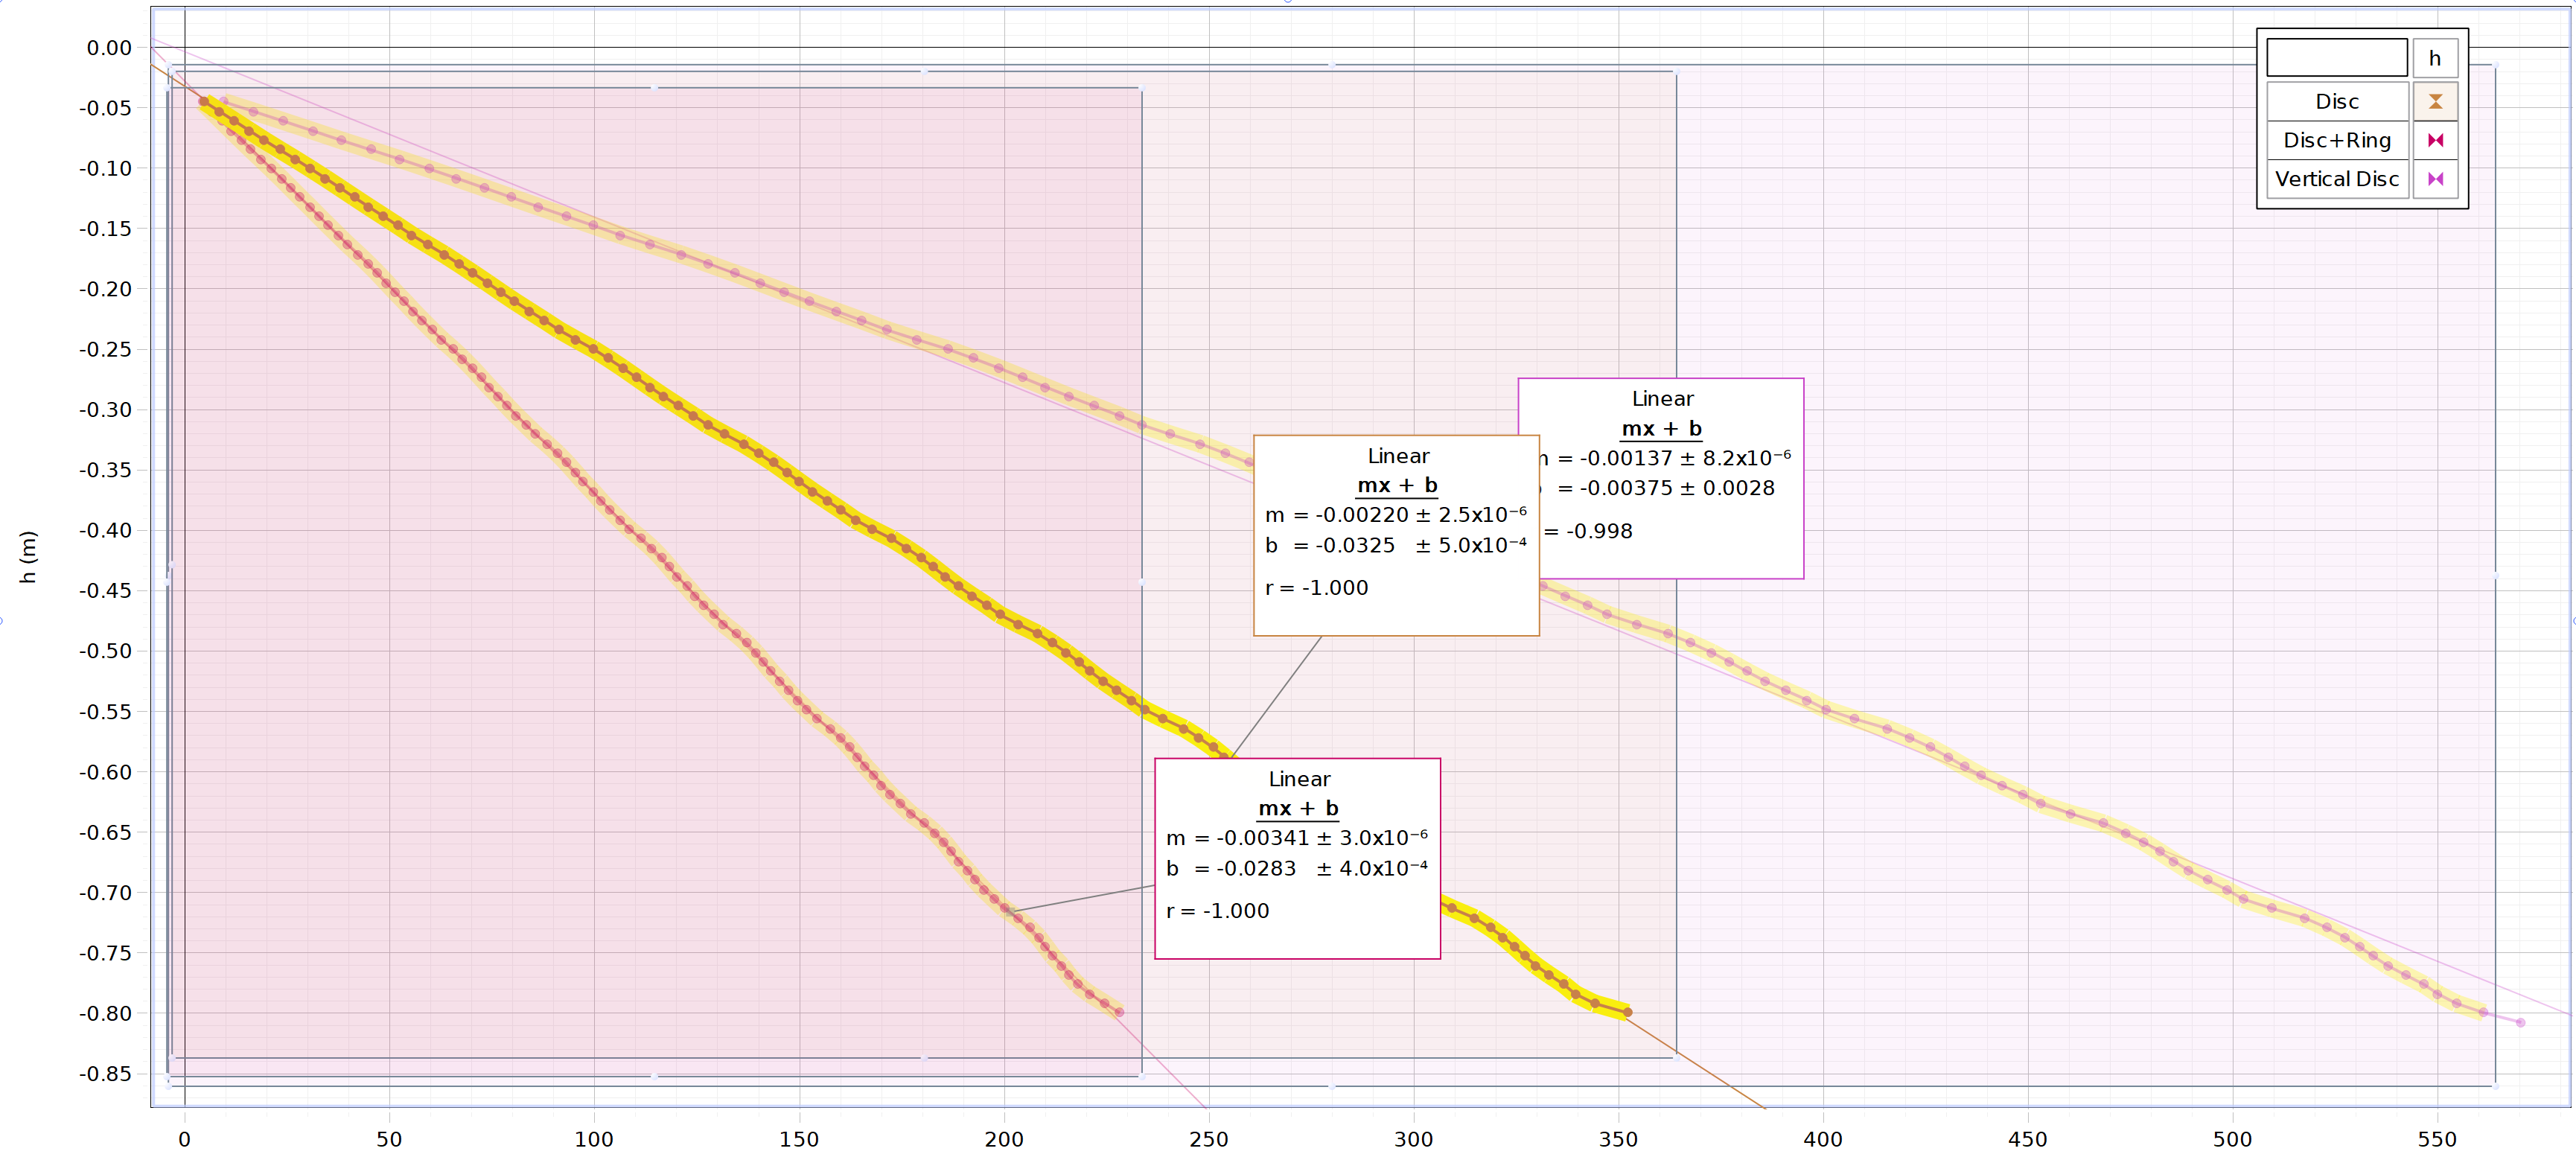 0.00
-0.05
-0.10
-0.15
-0.20
-0.25
-0.30
-0.35
-0.40
-0.45
-0.50
-0.55
-0.60
-0.65
-0.70
-0.75
-0.80
-0.85
h (m)
h
Disc
Disc+Ring
Vertical Disc
Linear
mx + b
= -0.00137 ± 8.2x10⁻⁶
= -0.00375 ± 0.0028
= -0.998
Linear
mx + b
m = -0.00220 ± 2.5x10⁻⁶
b = -0.0325 ± 5.0x10⁻⁴
r = -1.000
Linear
mx + b
m = -0.00341 ± 3.0x10⁻⁶
b = -0.0283 ± 4.0x10⁻⁴
r = -1.000
0 50 100 150 200 250 300 350 400 450 500 550